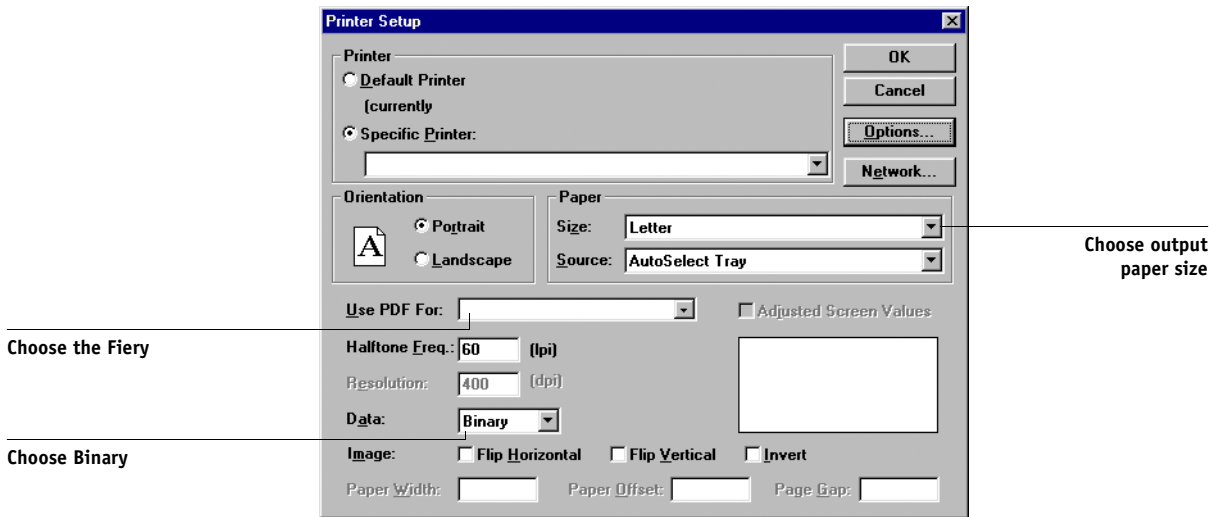 Printer Setup
Printer
Default Printer
(currently
Specific Printer:
OK
Cancel
Options...
Network...
Orientation
A
Portrait
Landscape
Paper
Size: Letter
Source: AutoSelect Tray
Choose output
paper size
Use PDF For:
Adjusted Screen Values
Choose the Fiery
Halftone Freq.: 60 (lpi)
Resolution: 400 (dpi)
Data: Binary
Choose Binary
Image: Flip Horizontal Flip Vertical Invert
Paper Width: Paper Offset: Page Gap: